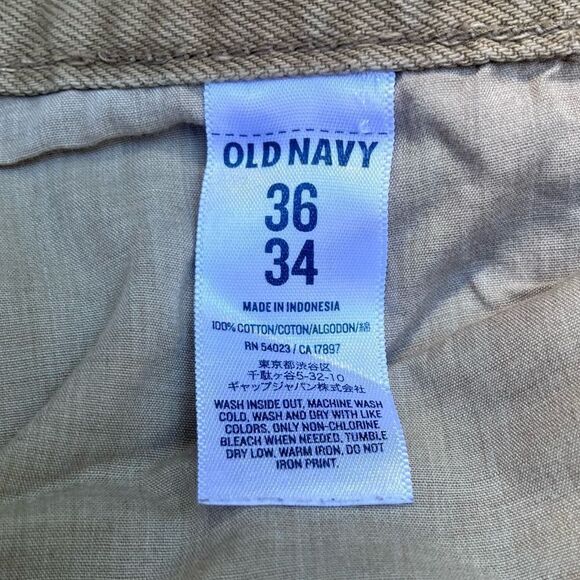 OLD NAVY
36
34
MADE IN INDONESIA
100% COTTON/COTON/ALGODON/綿
RN 54023 / CA 17897
東京都渋谷区
千駄ヶ谷5-32-10
ギャップジャパン株式会社
WASH INSIDE OUT, MACHINE WASH
COLD, WASH AND DRY WITH LIKE
COLORS, ONLY NON-CHLORINE
BLEACH WHEN NEEDED, TUMBLE
DRY LOW, WARM IRON, DO NOT
IRON PRINT.